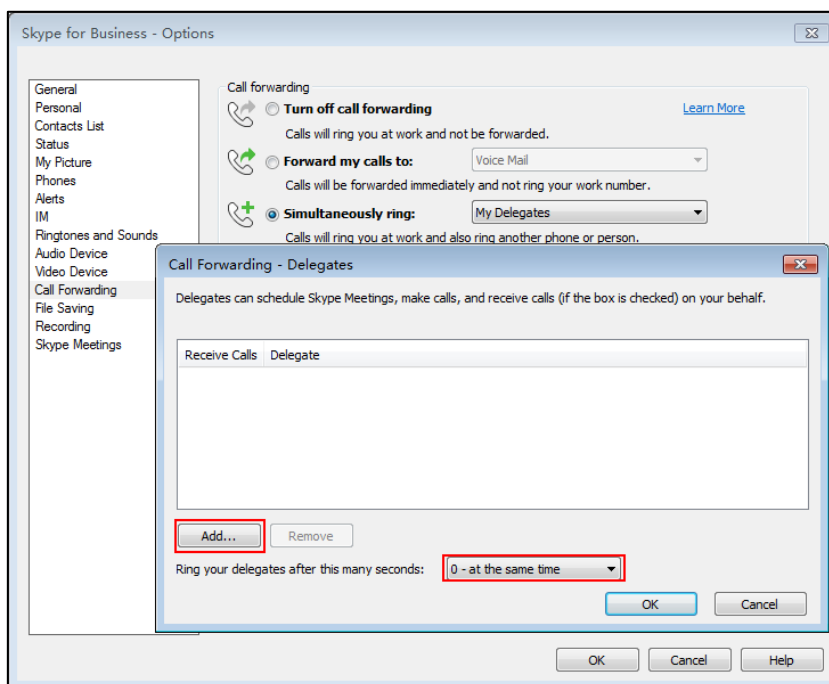 Skype for Business - Options
General
Personal
Contacts List
Status
My Picture
Phones
Alerts
IM
Ringtones and Sounds
Audio Device
Video Device
Call Forwarding
File Saving
Recording
Skype Meetings
Call forwarding
Turn off call forwarding
Learn More
Calls will ring you at work and not be forwarded.
Forward my calls to:
Voice Mail
Calls will be forwarded immediately and not ring your work number.
Simultaneously ring:
My Delegates
Calls will ring you at work and also ring another phone or person.
Call Forwarding - Delegates
Delegates can schedule Skype Meetings, make calls, and receive calls (if the box is checked) on your behalf.
Receive Calls Delegate
Add... Remove
Ring your delegates after this many seconds: 0 - at the same time
OK Cancel
OK Cancel Help